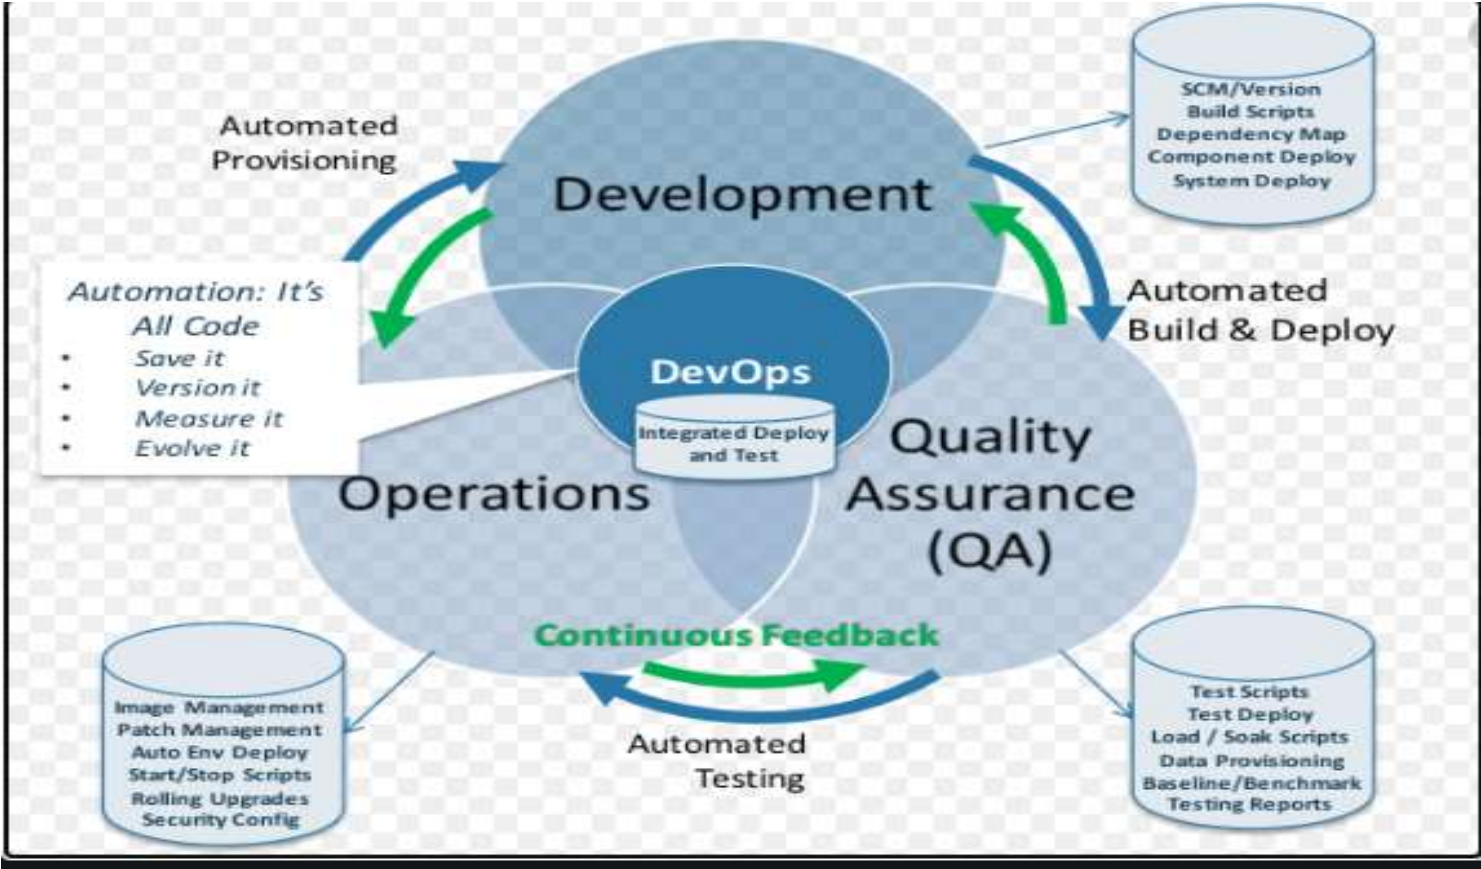 SCM/Version
Build Scripts
Dependency Map
Component Deploy
System Deploy
Automated
Provisioning
Development
Automation: It's
All Code
• Save it
• Version it
• Measure it
• Evolve it
Automated
Build & Deploy
DevOps
Integrated Deploy
and Test
Operations
Quality
Assurance
(QA)
Continuous Feedback
Automated
Testing
Image Management
Patch Management
Auto Env Deploy
Start/Stop Scripts
Rolling Upgrades
Security Config
Test Scripts
Test Deploy
Load / Soak Scripts
Data Provisioning
Baseline/Benchmark
Testing Reports